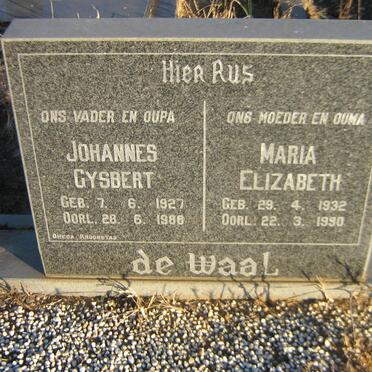 Hier Rus
ONS VADER EN OUPA
JOHANNES
GYSBERT
GEB. 7. 6. 1927
OORL. 26. 6. 1986
ONS MOEDER EN OUMA
MARIA
ELIZABETH
GEB. 29. 4. 1932
OORL. 22. 3. 1990
de Waal